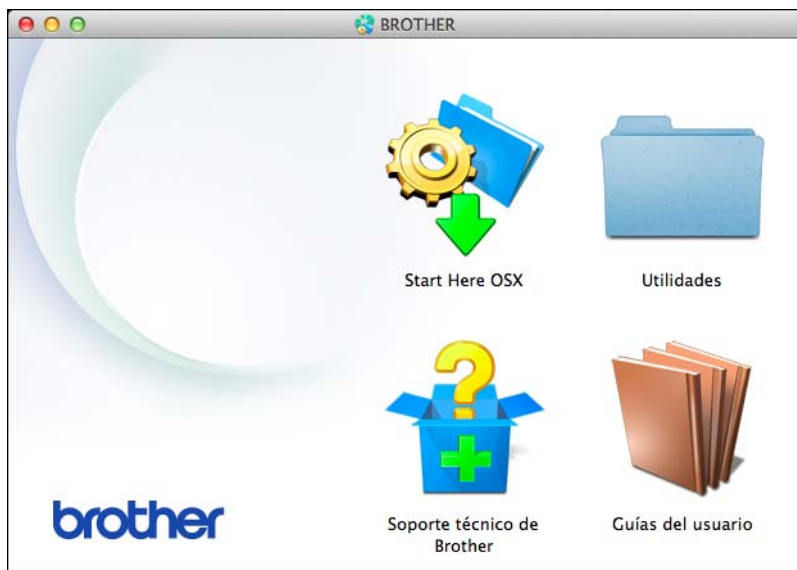 BROTHER
Start Here OSX
Utilidades
Soporte técnico de
Brother
Guías del usuario
brother